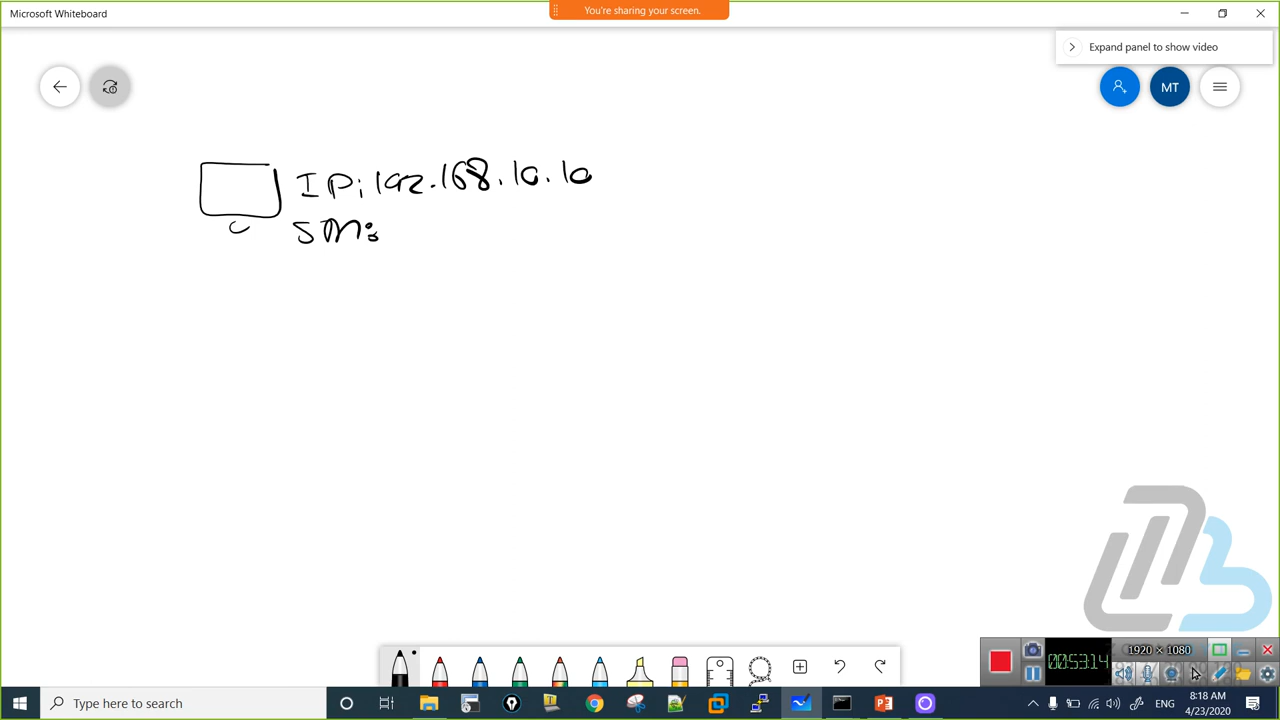 Microsoft Whiteboard
You're sharing your screen.
Expand panel to show video
MT
IP: 192.168.10.10
SM:
00:53:14
1920 × 1080
Type here to search
ENG
8:18 AM
4/23/2020